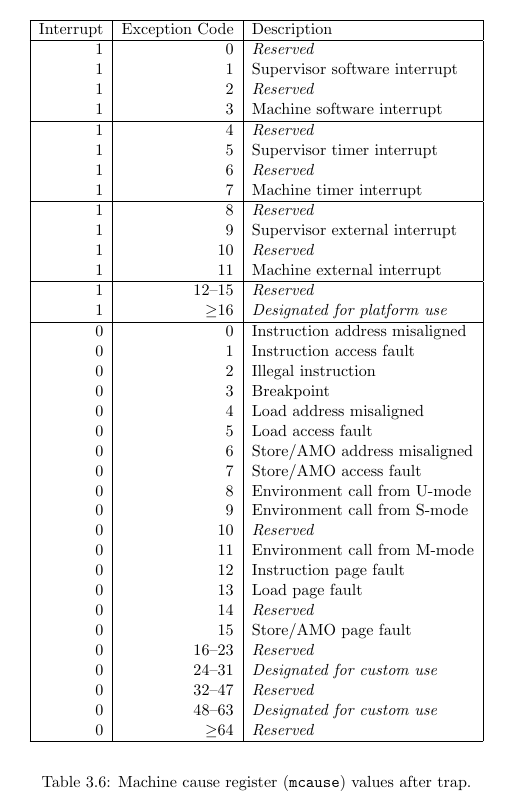 Interrupt Exception Code Description
1 0 Reserved
1 1 Supervisor software interrupt
1 2 Reserved
1 3 Machine software interrupt
1 4 Reserved
1 5 Supervisor timer interrupt
1 6 Reserved
1 7 Machine timer interrupt
1 8 Reserved
1 9 Supervisor external interrupt
1 10 Reserved
1 11 Machine external interrupt
1 12–15 Reserved
1 ≥16 Designated for platform use
0 0 Instruction address misaligned
0 1 Instruction access fault
0 2 Illegal instruction
0 3 Breakpoint
0 4 Load address misaligned
0 5 Load access fault
0 6 Store/AMO address misaligned
0 7 Store/AMO access fault
0 8 Environment call from U-mode
0 9 Environment call from S-mode
0 10 Reserved
0 11 Environment call from M-mode
0 12 Instruction page fault
0 13 Load page fault
0 14 Reserved
0 15 Store/AMO page fault
0 16–23 Reserved
0 24–31 Designated for custom use
0 32–47 Reserved
0 48–63 Designated for custom use
0 ≥64 Reserved
Table 3.6: Machine cause register (mcause) values after trap.